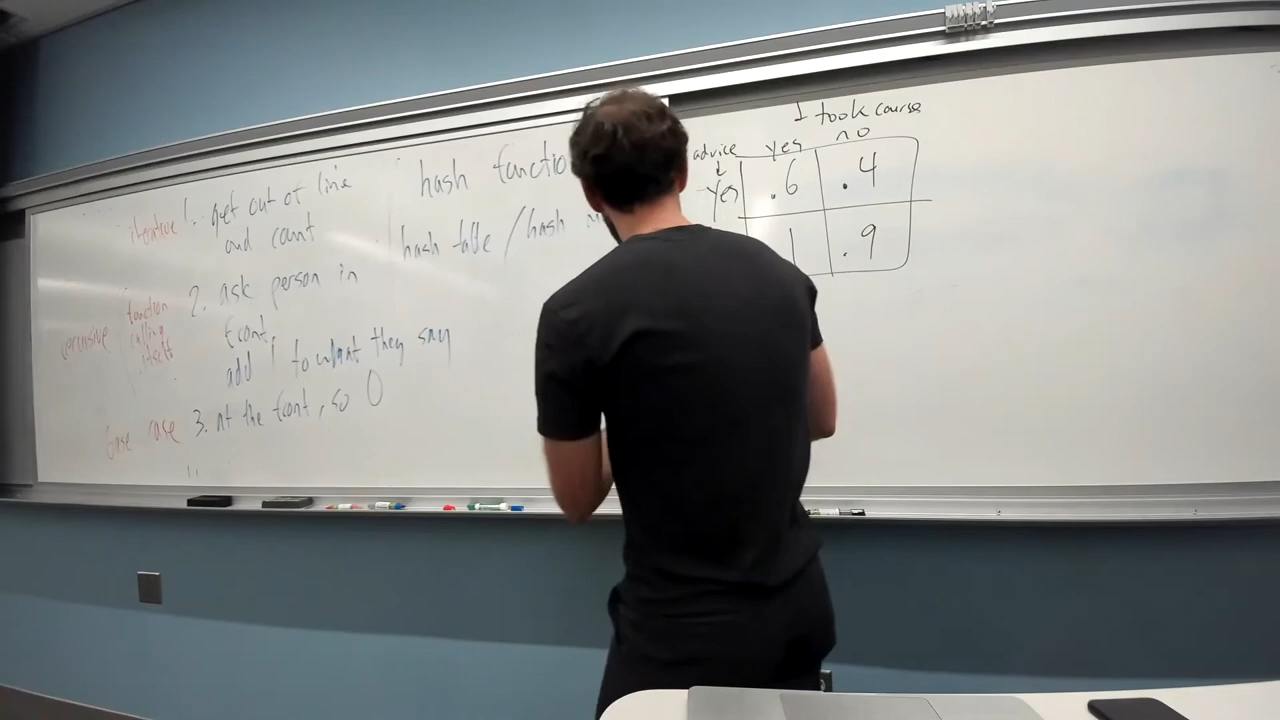 iterative 1. get out of line
and count
2. ask person in
front,
function
calling
itself
add 1 to what they say
base case 3. at the front, so 0
hash functio
hash table / hash
I took course
yes no
advice
↓
yes .6 .4
1 .9